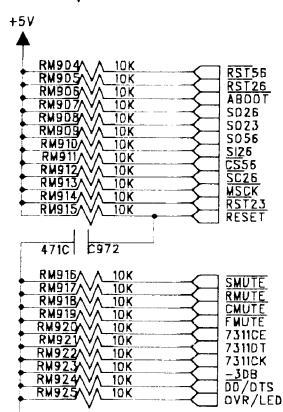 +5V
RM904 10K RST56
RM905 10K RST26
RM906 10K ABOOT
RM907 10K SO26
RM908 10K SO23
RM909 10K SO56
RM910 10K SI26
RM911 10K CS56
RM912 10K SC26
RM913 10K MSCK
RM914 10K RST23
RM915 10K RESET
471C C972
RM916 10K SMUTE
RM917 10K RMUTE
RM918 10K CMUTE
RM919 10K FMUTE
RM920 10K 7311CE
RM921 10K 7311DT
RM922 10K 7311CK
RM923 10K -3DB
RM924 10K DD/DTS
RM925 10K OVR/LED